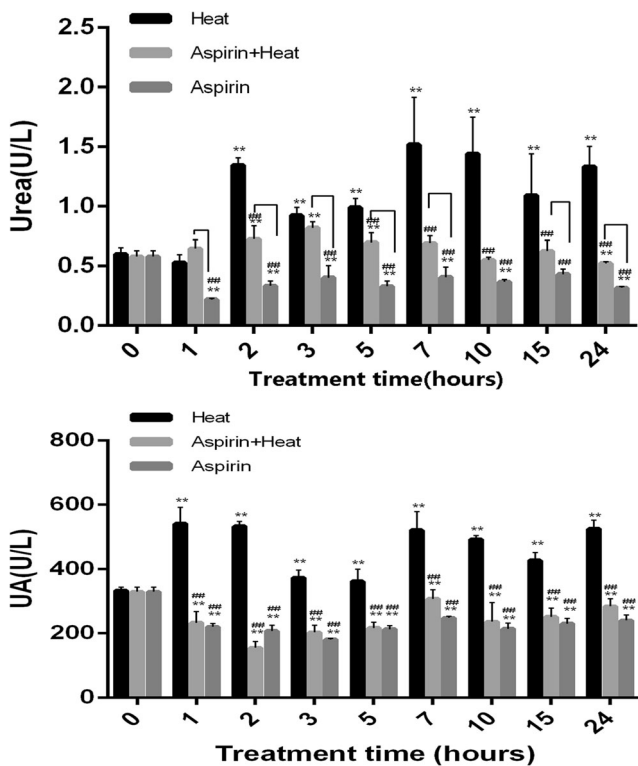 Heat
Aspirin+Heat
Aspirin
Urea(U/L)
2.5
2.0
1.5
1.0
0.5
0.0
** ** ** ** ** ** ** **
## ** ## ** ## ** ## ** ## ** ## ** ## ## ** ## ## ** ## ## ** ## ** ## **
0 1 2 3 5 7 10 15 24
Treatment time(hours)
Heat
Aspirin+Heat
Aspirin
UA(U/L)
800
600
400
200
0
** ** ** ** ** ** ** **
## ** ## ** ## ** ## ** ## ** ## ** ## ** ## ** ## ** ## ** ## ** ## ** ## ** ## ** ## ** ## **
0 1 2 3 5 7 10 15 24
Treatment time (hours)